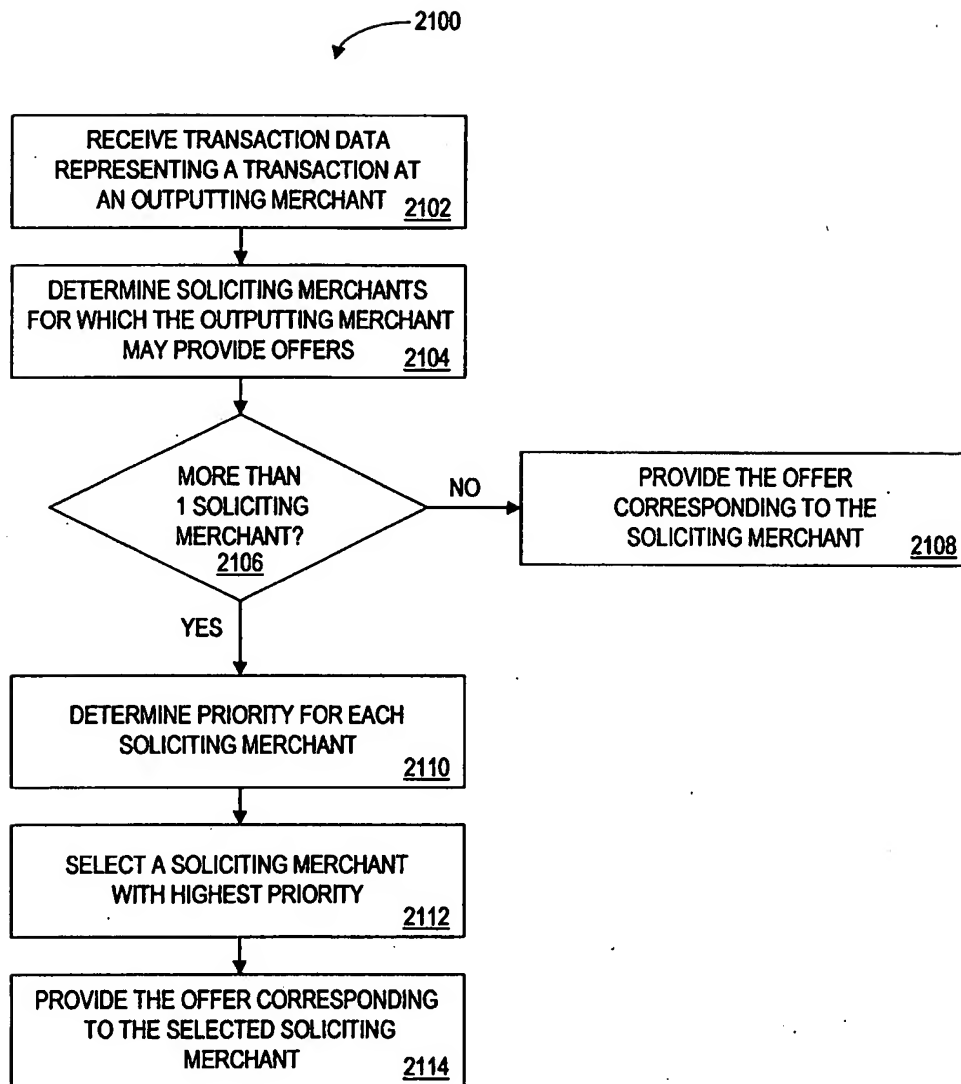 2100
RECEIVE TRANSACTION DATA
REPRESENTING A TRANSACTION AT
AN OUTPUTTING MERCHANT 2102
DETERMINE SOLICITING MERCHANTS
FOR WHICH THE OUTPUTTING MERCHANT
MAY PROVIDE OFFERS 2104
MORE THAN
1 SOLICITING
MERCHANT?
2106
NO
PROVIDE THE OFFER
CORRESPONDING TO THE
SOLICITING MERCHANT 2108
YES
DETERMINE PRIORITY FOR EACH
SOLICITING MERCHANT
2110
SELECT A SOLICITING MERCHANT
WITH HIGHEST PRIORITY
2112
PROVIDE THE OFFER CORRESPONDING
TO THE SELECTED SOLICITING
MERCHANT 2114